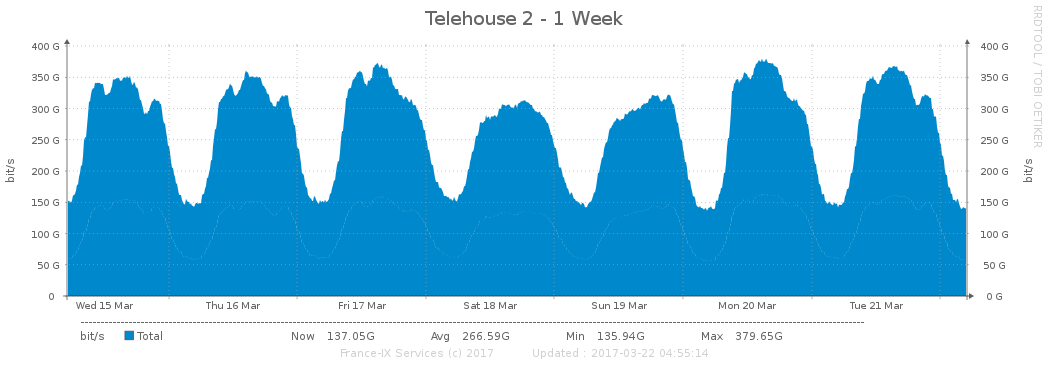 Telehouse 2 - 1 Week
RRDTOOL / TOBI OETIKER
400 G 400 G
350 G 350 G
300 G 300 G
250 G 250 G
200 G 200 G
150 G 150 G
100 G 100 G
50 G 50 G
0 0 G
bit/s
bit/s
Wed 15 Mar Thu 16 Mar Fri 17 Mar Sat 18 Mar Sun 19 Mar Mon 20 Mar Tue 21 Mar
bit/s Total Now 137.05G Avg 266.59G Min 135.94G Max 379.65G
France-IX Services (c) 2017 Updated : 2017-03-22 04:55:14